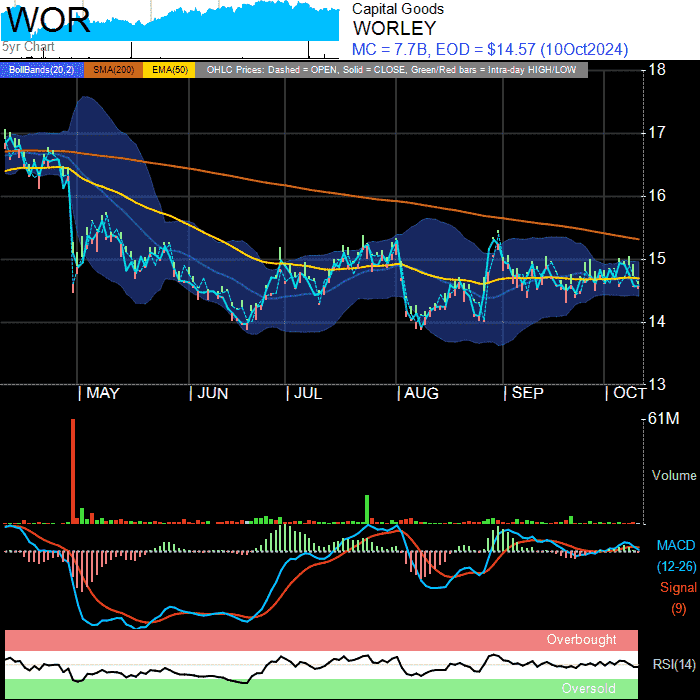 WOR
5yr Chart
Capital Goods
WORLEY
MC = 7.7B, EOD = $14.57 (10Oct2024)
BollBands(20,2) SMA(200) EMA(50) OHLC Prices: Dashed = OPEN, Solid = CLOSE, Green/Red bars = Intra-day HIGH/LOW
18
17
16
15
14
13
| MAY | JUN | JUL | AUG | SEP | OCT
61M
Volume
MACD
(12-26)
Signal
(9)
Overbought
RSI(14)
Oversold